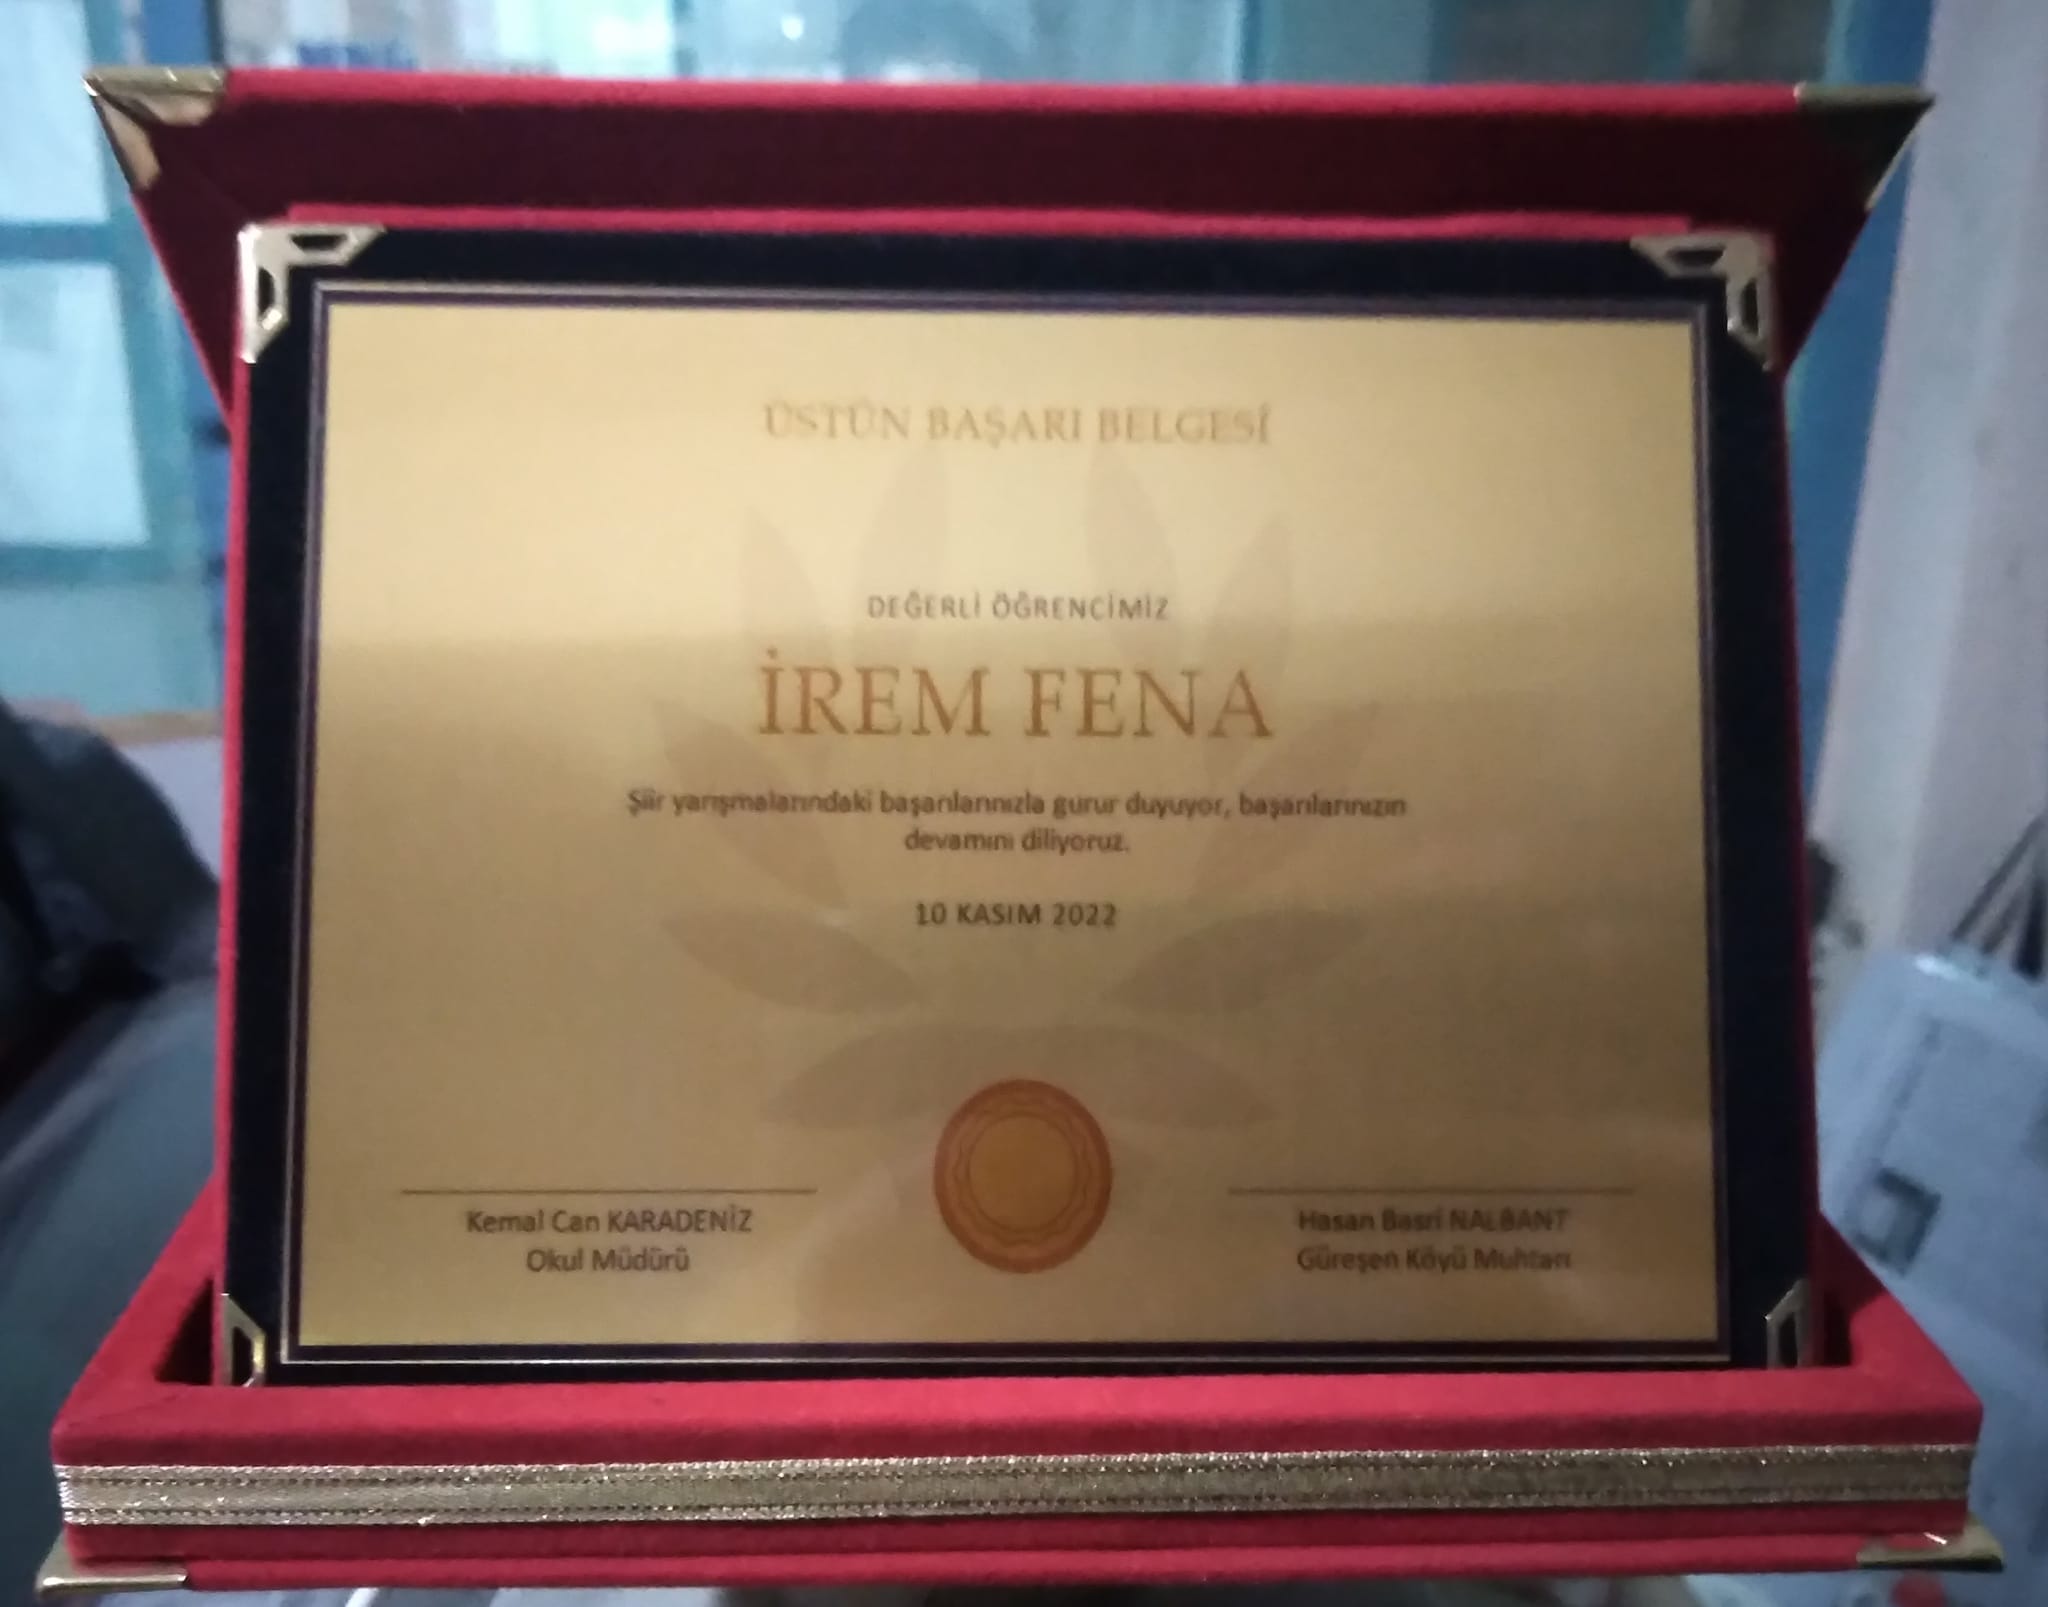 ÜSTÜN BAŞARI BELGESİ
DEĞERLİ ÖĞRENCİMİZ
İREM FENA
Şiir yarışmalarındaki başarılarınızla gurur duyuyor, başarılarınızın
devamını diliyoruz.
10 KASIM 2022
Kemal Can KARADENİZ
Okul Müdürü
Hasan Basri NALBANT
Güreşen Köyü Muhtarı